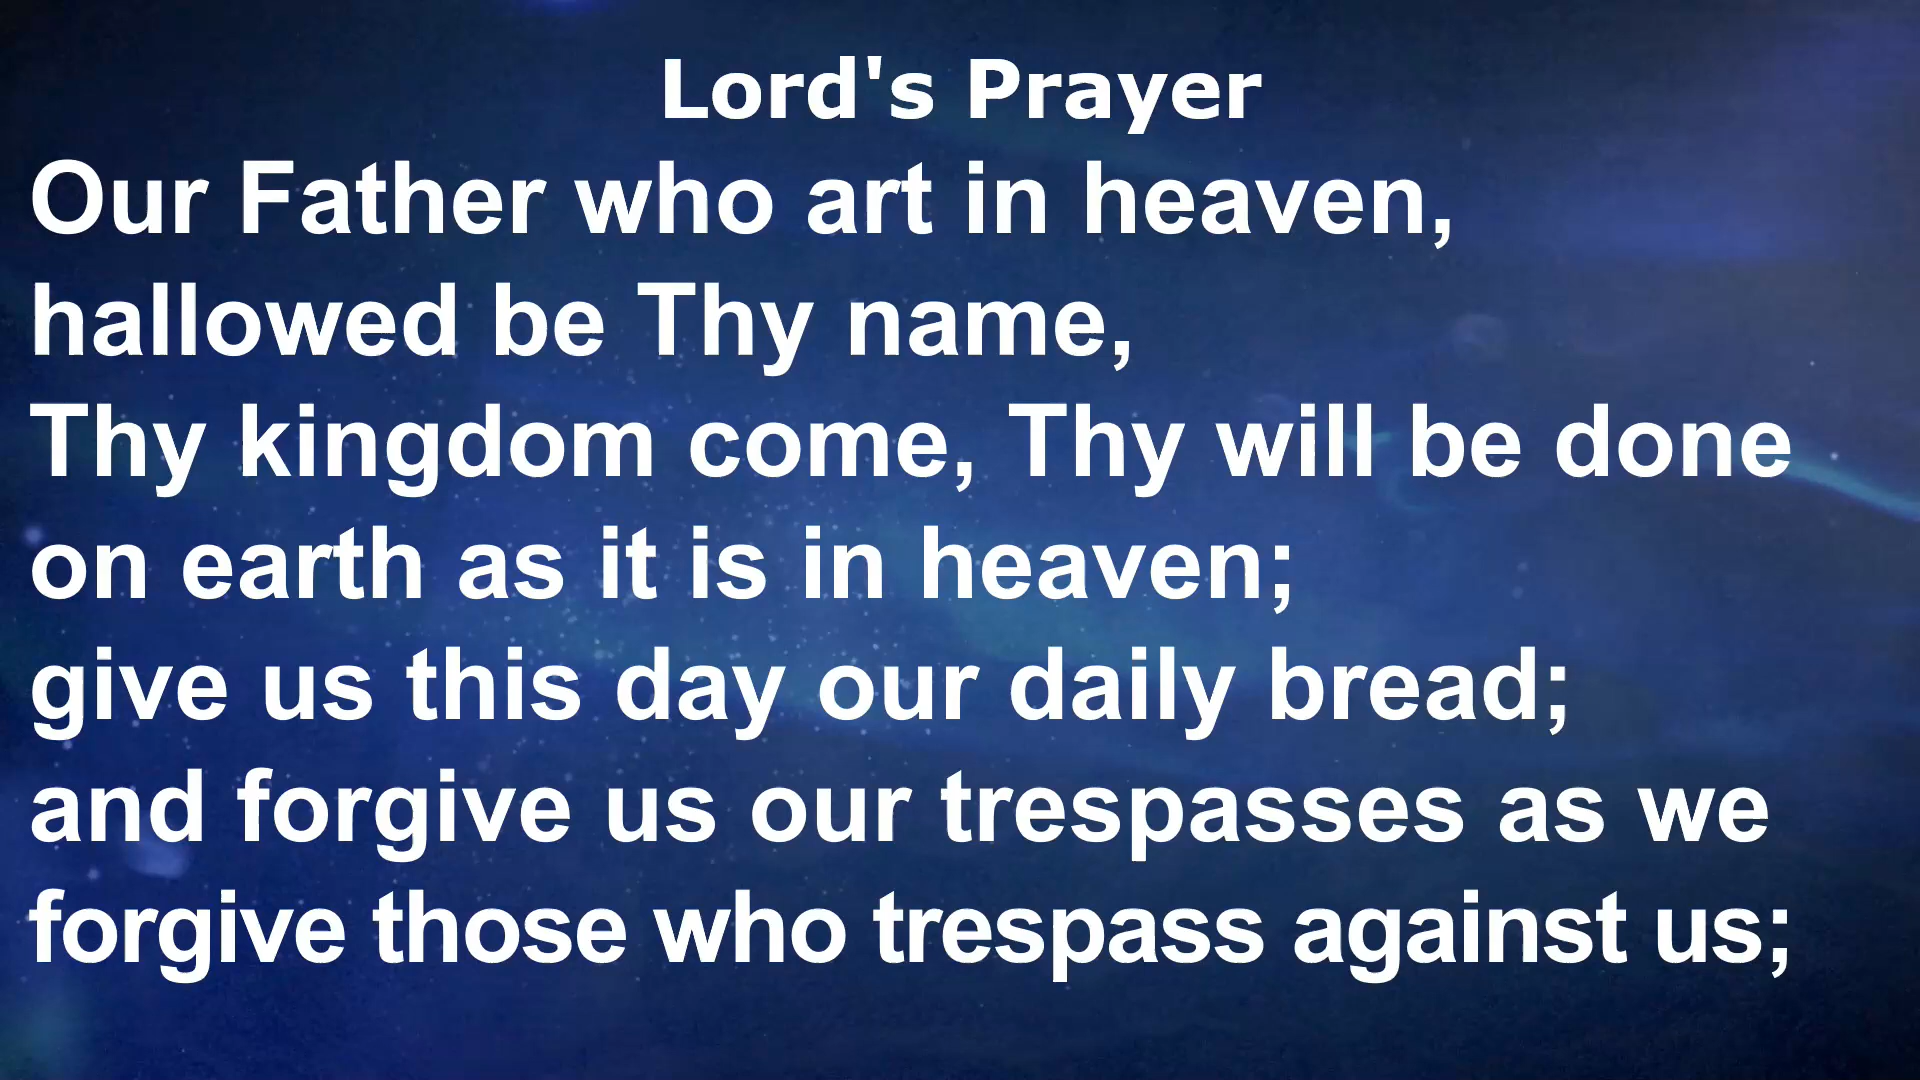 Lord's Prayer
Our Father who art in heaven,
hallowed be Thy name,
Thy kingdom come, Thy will be done
on earth as it is in heaven;
give us this day our daily bread;
and forgive us our trespasses as we
forgive those who trespass against us;